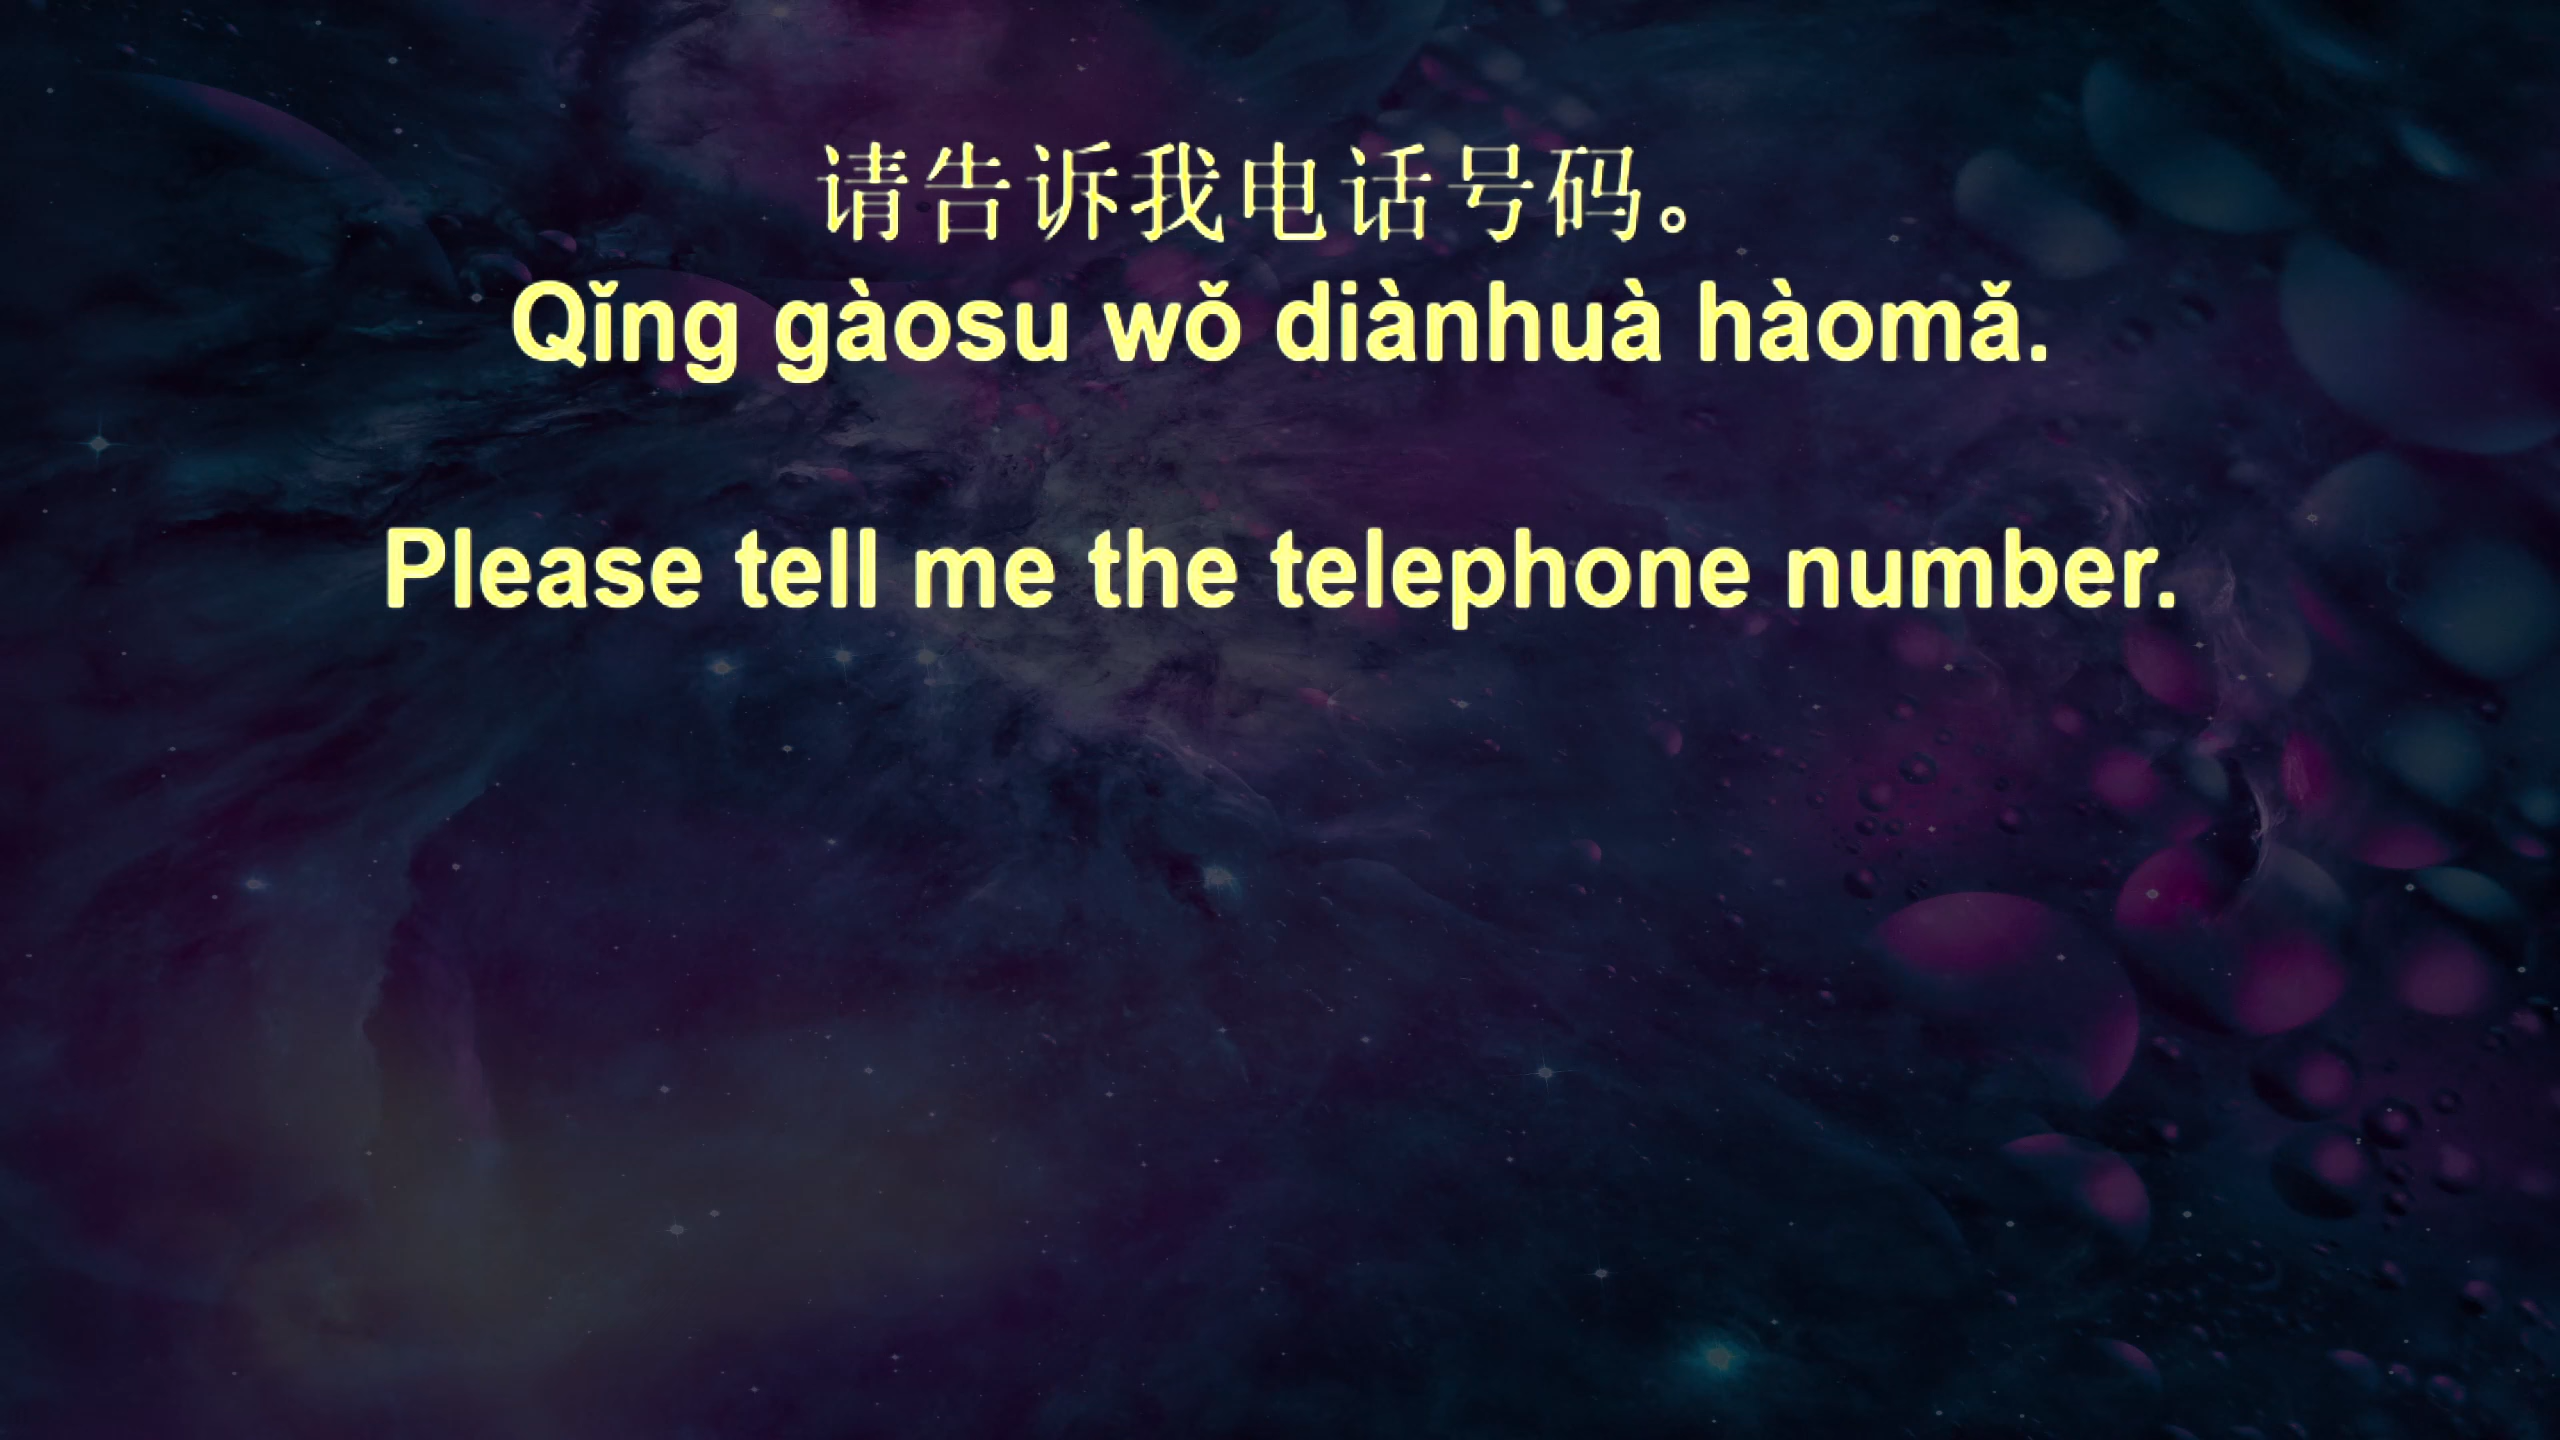 请告诉我电话号码。
Qǐng gàosu wǒ diànhuà hàomǎ.
Please tell me the telephone number.